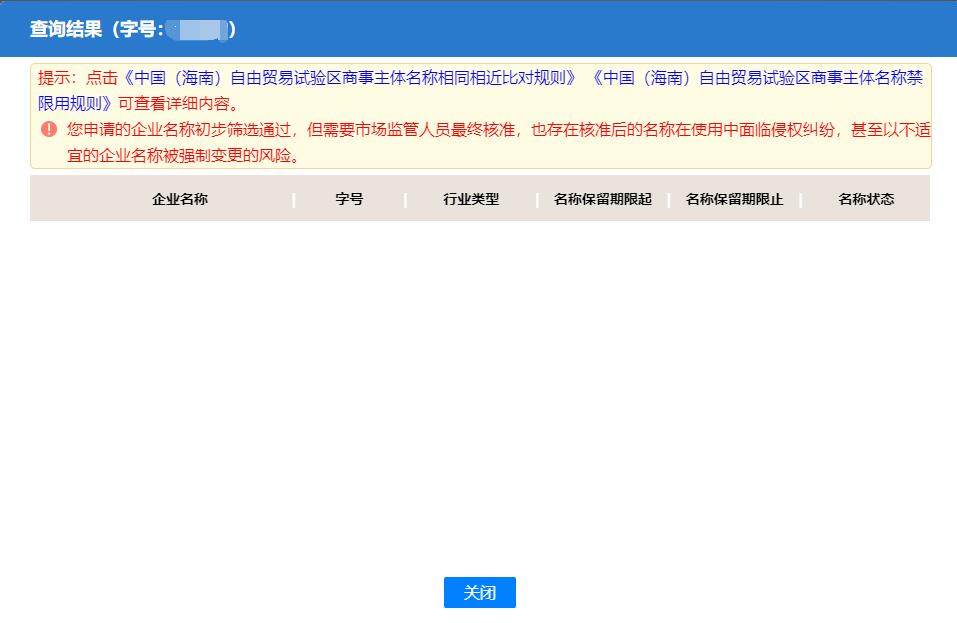 查询结果（字号： ）
提示：点击《中国（海南）自由贸易试验区商事主体名称相同相近比对规则》 《中国（海南）自由贸易试验区商事主体名称禁
限用规则》可查看详细内容。
您申请的企业名称初步筛选通过，但需要市场监管人员最终核准，也存在核准后的名称在使用中面临侵权纠纷，甚至以不适
宜的企业名称被强制变更的风险。
企业名称 字号 行业类型 名称保留期限起 名称保留期限止 名称状态
关闭